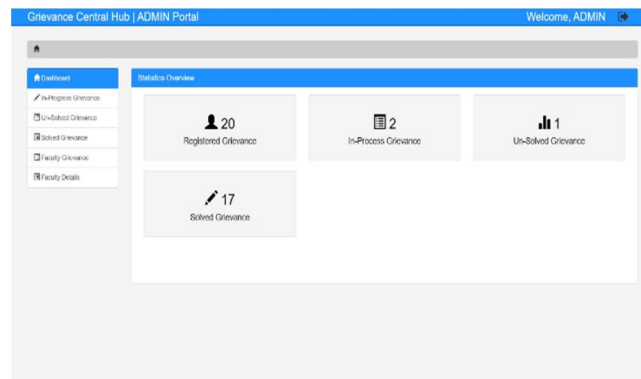 Grievance Central Hub | ADMIN Portal
Welcome, ADMIN
Dashboard
In-Progress Grievance
Un-Solved Grievance
Solved Grievance
Faculty Grievance
Faculty Details
Statistics Overview
20
Registered Grievance
2
In-Process Grievance
1
Un-Solved Grievance
17
Solved Grievance